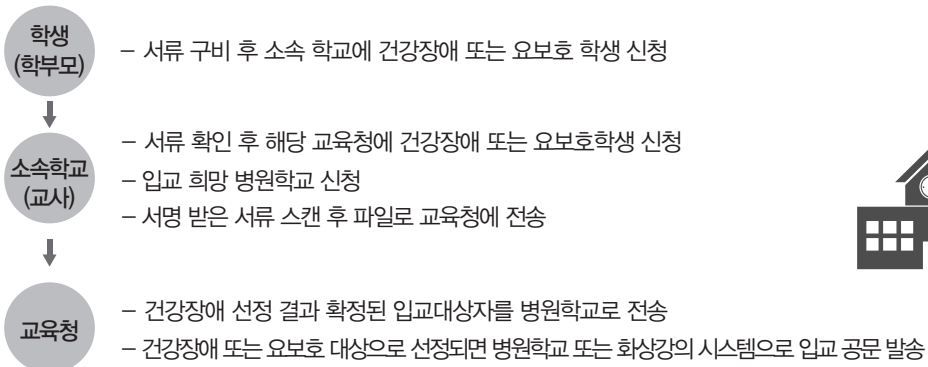 학생
(학부모)
– 서류 구비 후 소속 학교에 건강장애 또는 요보호 학생 신청
소속학교
(교사)
– 서류 확인 후 해당 교육청에 건강장애 또는 요보호학생 신청
– 입교 희망 병원학교 신청
– 서명 받은 서류 스캔 후 파일로 교육청에 전송
교육청
– 건강장애 선정 결과 확정된 입교대상자를 병원학교로 전송
– 건강장애 또는 요보호 대상으로 선정되면 병원학교 또는 화상강의 시스템으로 입교 공문 발송